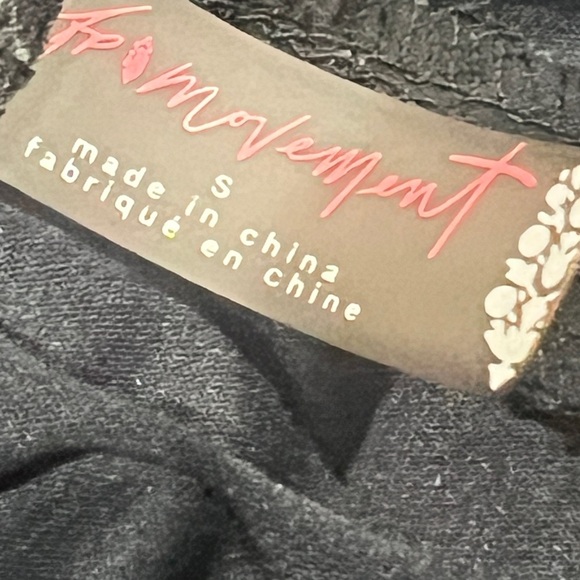 fp movement
S
made in china
fabriqué en chine